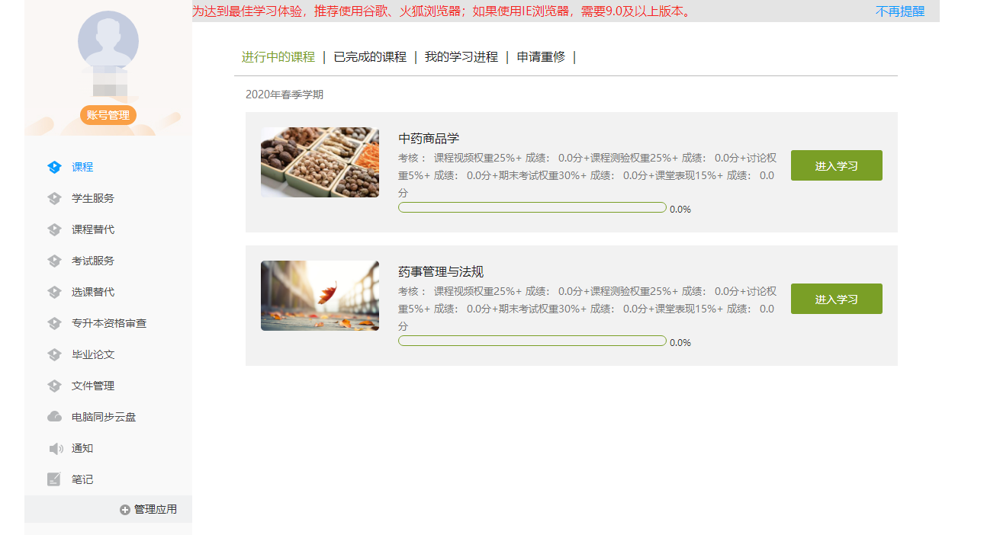 为达到最佳学习体验，推荐使用谷歌、火狐浏览器；如果使用IE浏览器，需要9.0及以上版本。
不再提醒
账号管理
课程
学生服务
课程替代
考试服务
选课替代
专升本资格审查
毕业论文
文件管理
电脑同步云盘
通知
笔记
管理应用
进行中的课程 | 已完成的课程 | 我的学习进程 | 申请重修 |
2020年春季学期
中药商品学
考核 ： 课程视频权重25%+ 成绩： 0.0分+课程测验权重25%+ 成绩： 0.0分+讨论权
重5%+ 成绩： 0.0分+期末考试权重30%+ 成绩： 0.0分+课堂表现15%+ 成绩： 0.0
分
0.0%
进入学习
药事管理与法规
考核 ： 课程视频权重25%+ 成绩： 0.0分+课程测验权重25%+ 成绩： 0.0分+讨论权
重5%+ 成绩： 0.0分+期末考试权重30%+ 成绩： 0.0分+课堂表现15%+ 成绩： 0.0
分
0.0%
进入学习